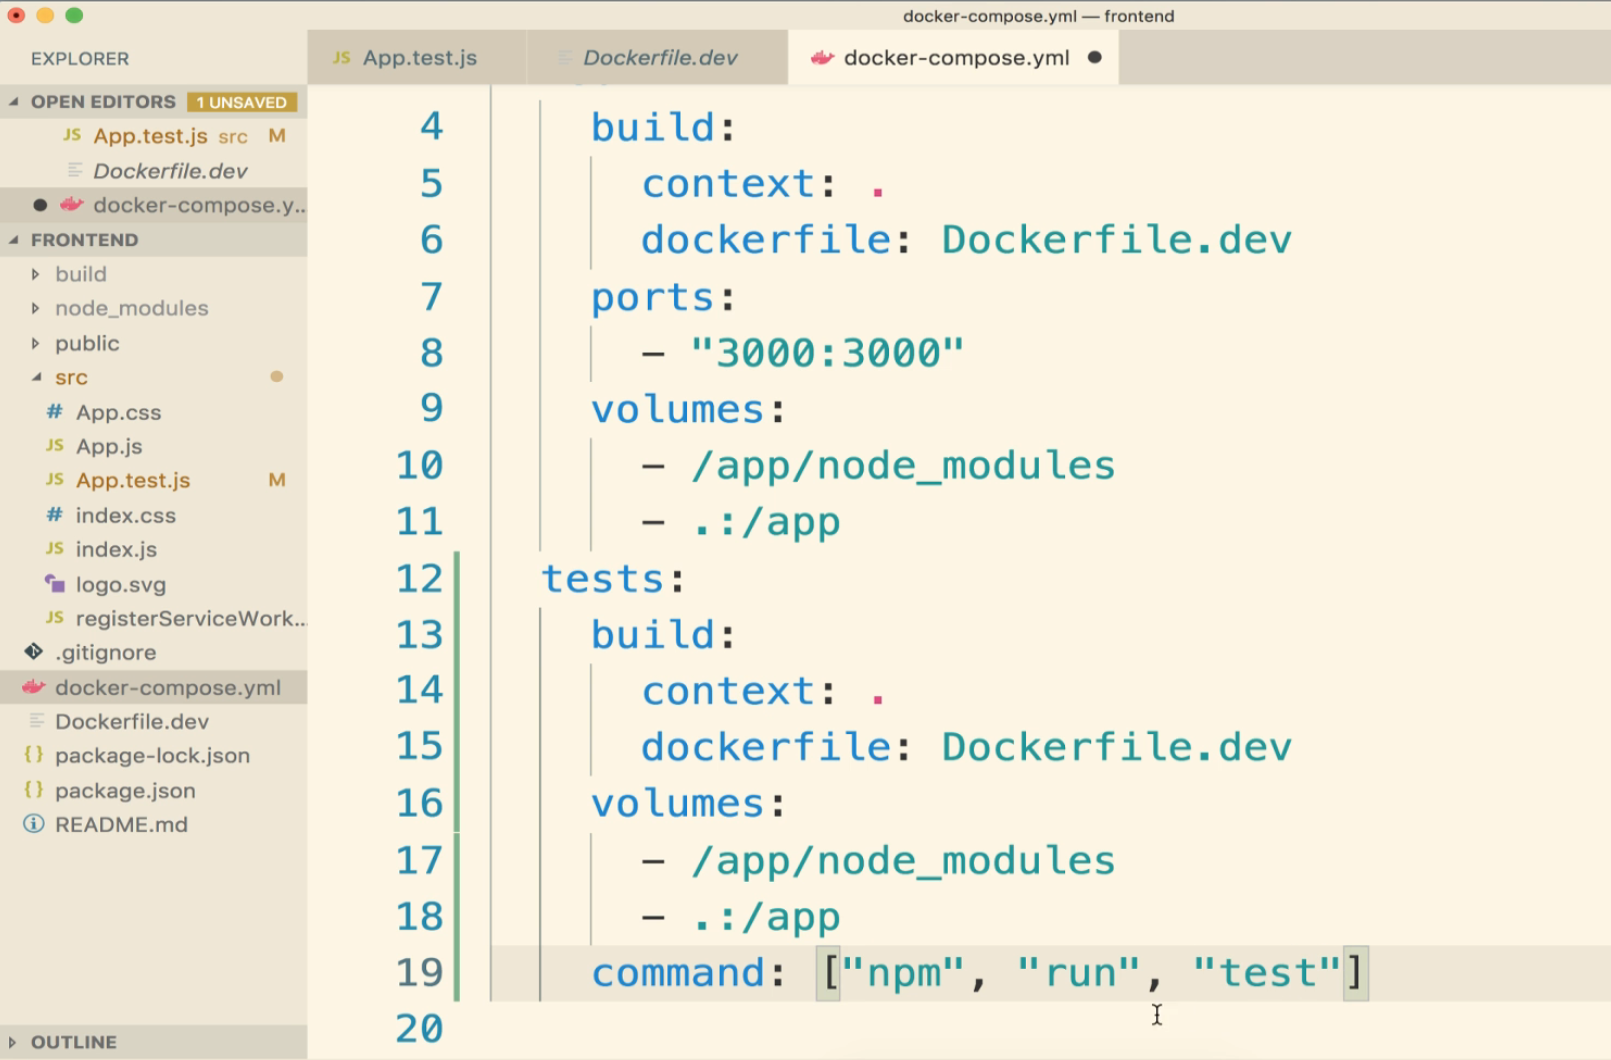 docker-compose.yml — frontend
EXPLORER
JS App.test.js
Dockerfile.dev
docker-compose.yml
OPEN EDITORS 1 UNSAVED
JS App.test.js src M
Dockerfile.dev
docker-compose.y...
FRONTEND
build
node_modules
public
src
# App.css
JS App.js
JS App.test.js M
# index.css
JS index.js
logo.svg
JS registerServiceWork...
.gitignore
docker-compose.yml
Dockerfile.dev
{} package-lock.json
{} package.json
README.md
OUTLINE
4 build:
5 context: .
6 dockerfile: Dockerfile.dev
7 ports:
8 - "3000:3000"
9 volumes:
10 - /app/node_modules
11 - .:/app
12 tests:
13 build:
14 context: .
15 dockerfile: Dockerfile.dev
16 volumes:
17 - /app/node_modules
18 - .:/app
19 command: ["npm", "run", "test"]
20